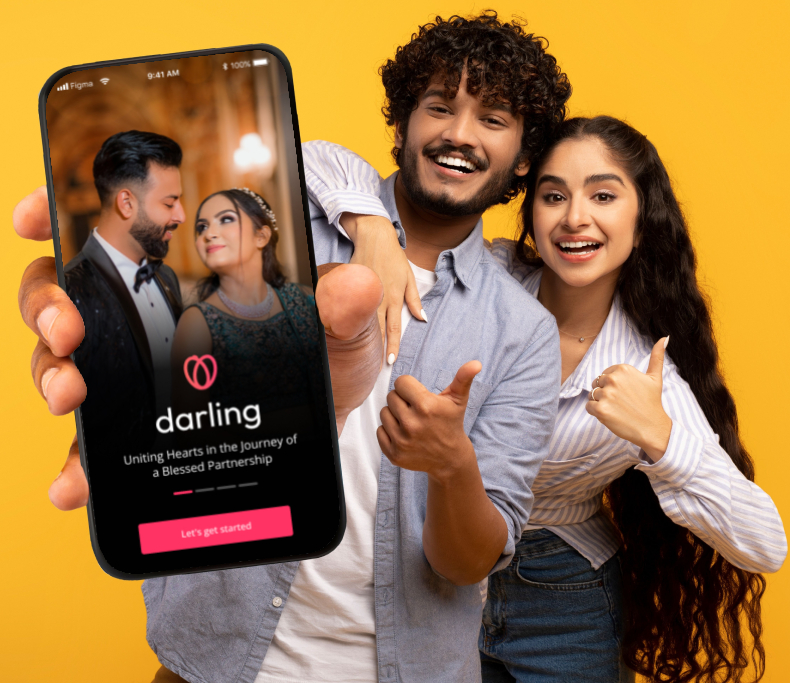 Figma 9:41 AM 100%
darling
Uniting Hearts in the Journey of
a Blessed Partnership
Let's get started